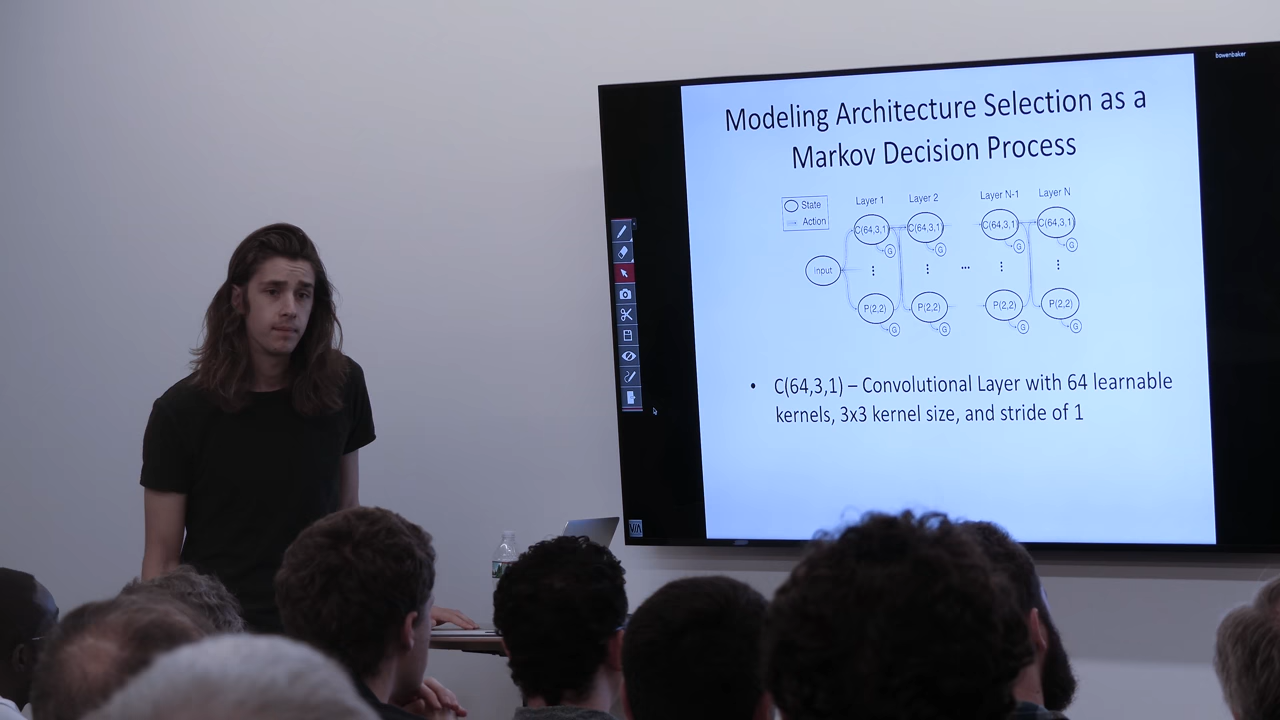 bowenbaker
Modeling Architecture Selection as a
Markov Decision Process
State
Action
Layer 1
Layer 2
Layer N-1
Layer N
C(64,3,1)
C(64,3,1)
C(64,3,1)
C(64,3,1)
G
G
G
G
Input
...
P(2,2)
P(2,2)
P(2,2)
P(2,2)
G
G
G
G
• C(64,3,1) – Convolutional Layer with 64 learnable
kernels, 3x3 kernel size, and stride of 1